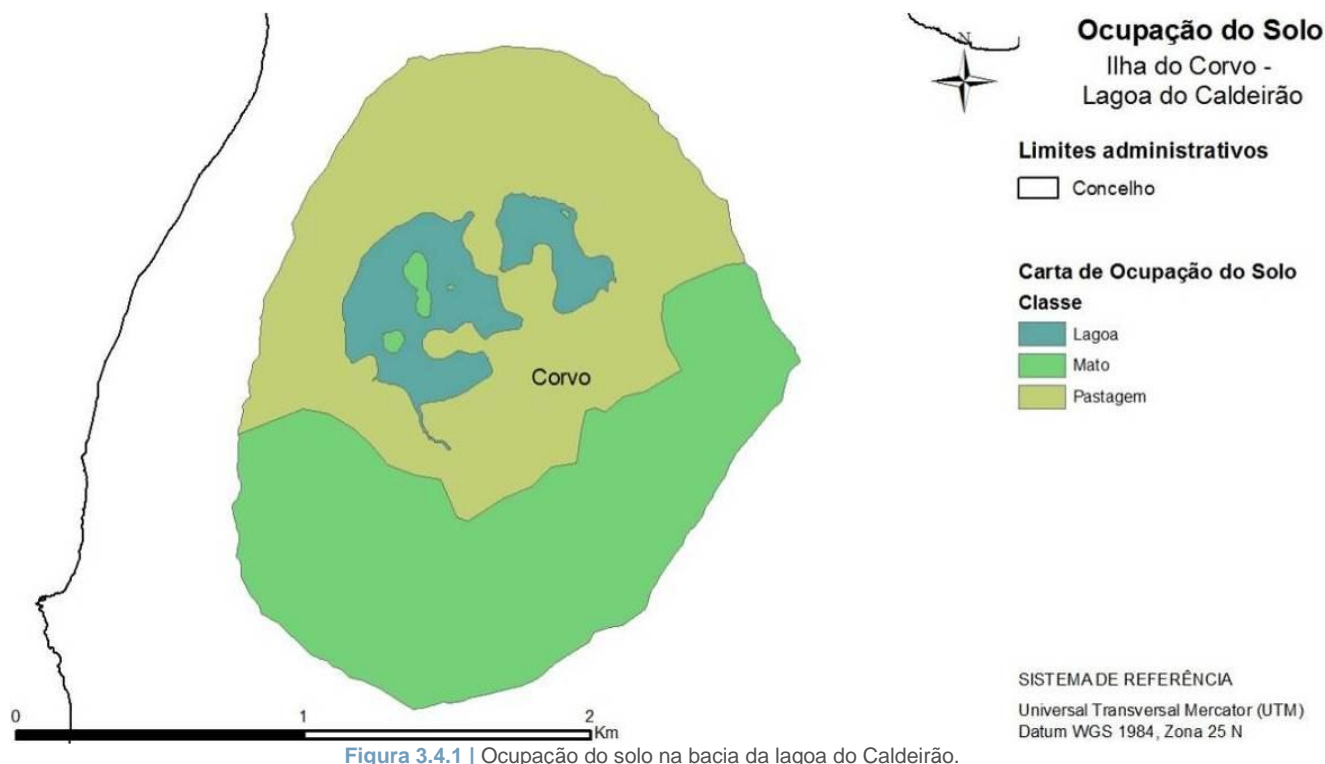 N
Ocupação do Solo
Ilha do Corvo -
Lagoa do Caldeirão
Limites administrativos
Concelho
Carta de Ocupação do Solo
Classe
Lagoa
Mato
Pastagem
Corvo
SISTEMA DE REFERÊNCIA
Universal Transversal Mercator (UTM)
Datum WGS 1984, Zona 25 N
0 1 2
Km
Figura 3.4.1 | Ocupação do solo na bacia da lagoa do Caldeirão.